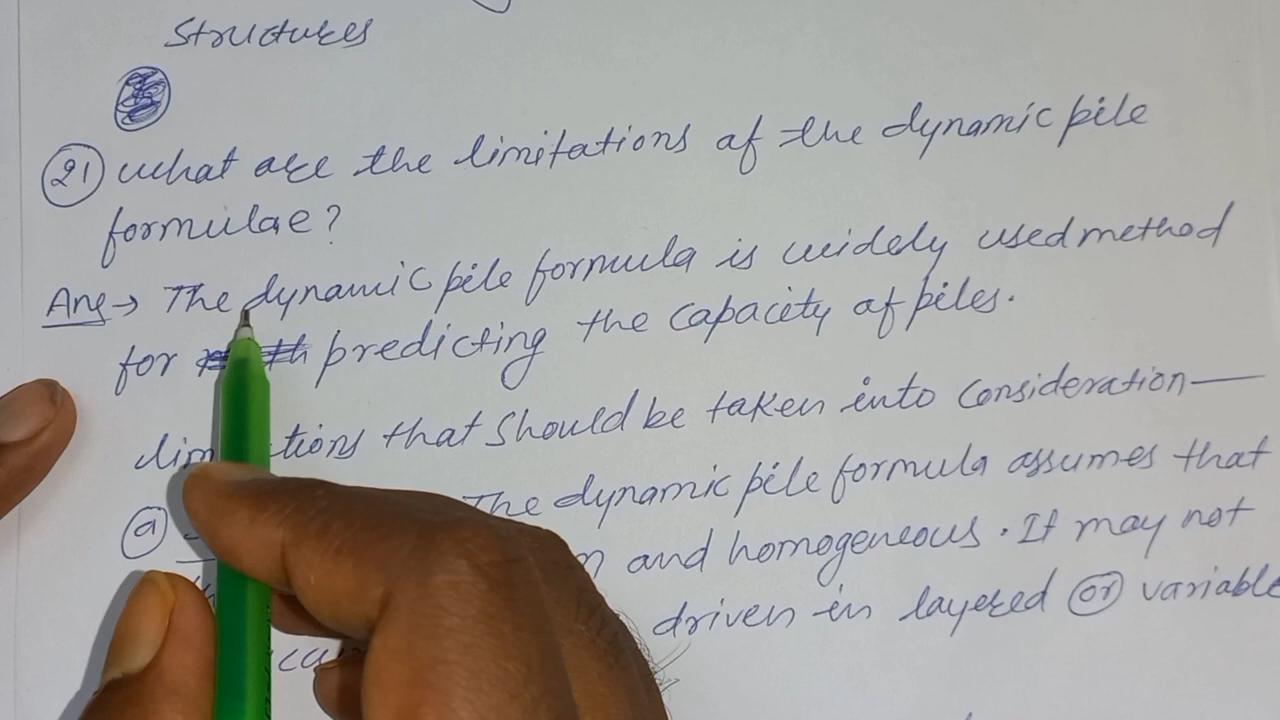 Structures
21 What are the limitations of the dynamic pile
formulae?
Ans → The dynamic pile formula is widely used method
for predicting the capacity of piles.
that should be taken into consideration—
a The dynamic pile formula assumes that
and homogeneous. It may not
driven in layered or variable